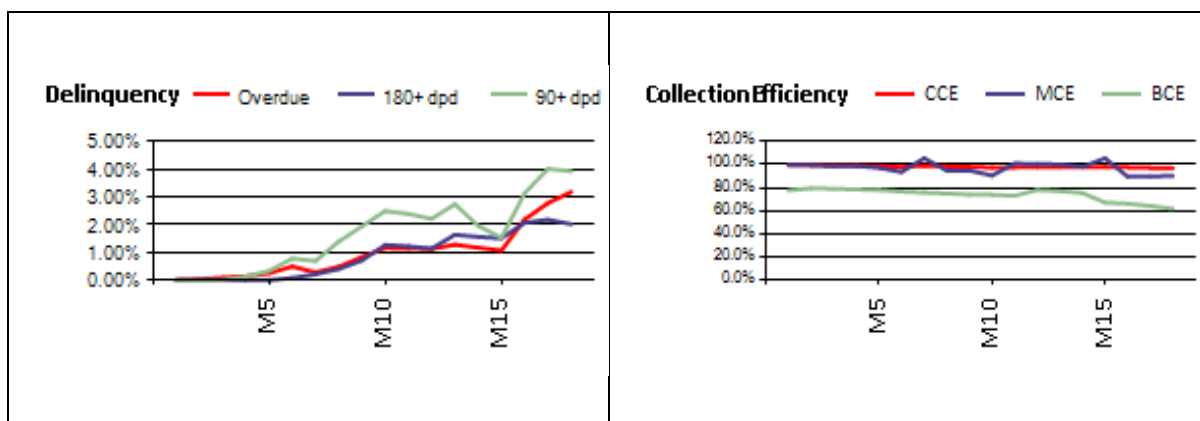 Delinquency Overdue 180+ dpd 90+ dpd
5.00%
4.00%
3.00%
2.00%
1.00%
0.00%
M5
M10
M15
Collection Efficiency CCE MCE BCE
120.0%
100.0%
80.0%
60.0%
40.0%
20.0%
0.0%
M5
M10
M15